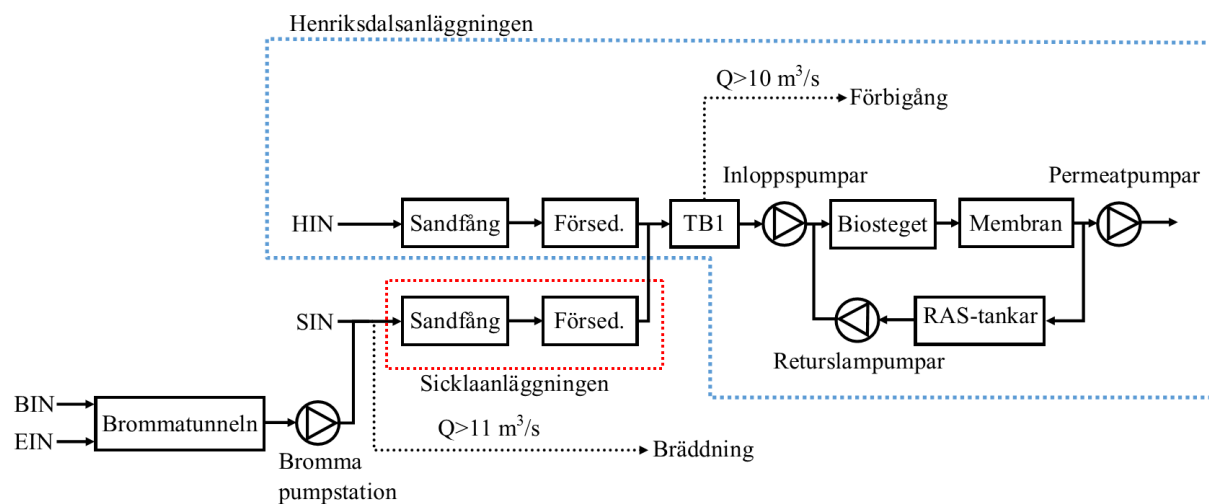 Henriksdalsanläggningen
Q>10 m³/s
Förbigång
Inloppspumpar
Permeatpumpar
HIN
Sandfång
Försed.
TB1
Biosteget
Membran
SIN
Sandfång
Försed.
RAS-tankar
Returslampumpar
Sicklaanläggningen
BIN
EIN
Brommatunneln
Q>11 m³/s
Bräddning
Bromma
pumpstation